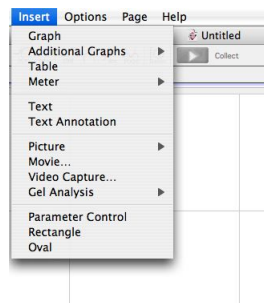 Insert Options Page Help
Untitled
Collect
Graph
Additional Graphs
Table
Meter
Text
Text Annotation
Picture
Movie...
Video Capture...
Gel Analysis
Parameter Control
Rectangle
Oval